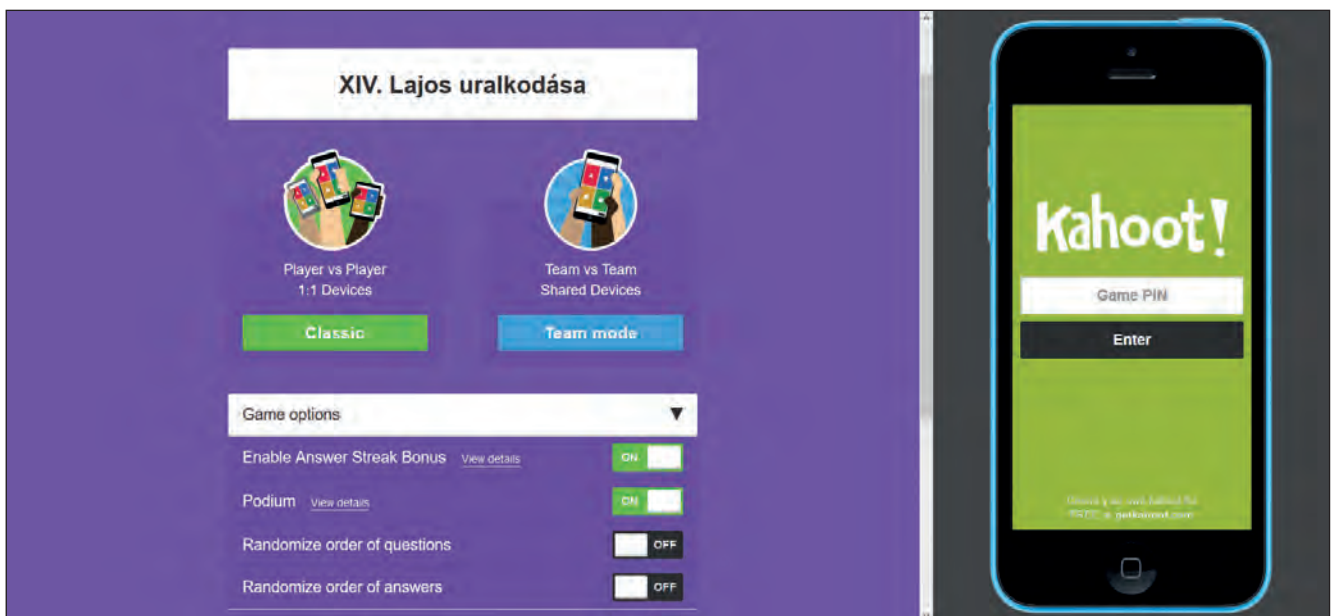 XIV. Lajos uralkodása
Player vs Player
1:1 Devices
Classic
Team vs Team
Shared Devices
Team mode
Game options ▼
Enable Answer Streak Bonus View details ON
Podium View details ON
Randomize order of questions OFF
Randomize order of answers OFF
Kahoot!
Game PIN
Enter